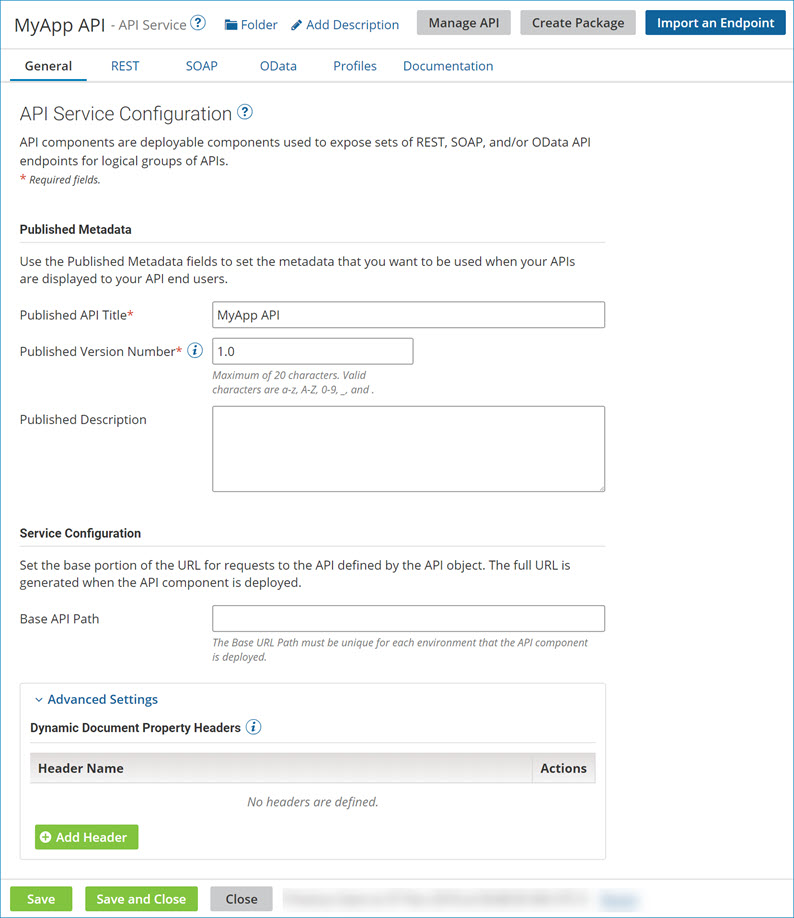 MyApp API - API Service ? Folder Add Description Manage API Create Package Import an Endpoint
General REST SOAP OData Profiles Documentation
API Service Configuration ?
API components are deployable components used to expose sets of REST, SOAP, and/or OData API
endpoints for logical groups of APIs.
* Required fields.
Published Metadata
Use the Published Metadata fields to set the metadata that you want to be used when your APIs
are displayed to your API end users.
Published API Title* MyApp API
Published Version Number* i 1.0
Maximum of 20 characters. Valid
characters are a-z, A-Z, 0-9, _, and .
Published Description
Service Configuration
Set the base portion of the URL for requests to the API defined by the API object. The full URL is
generated when the API component is deployed.
Base API Path
The Base URL Path must be unique for each environment that the API component
is deployed.
Advanced Settings
Dynamic Document Property Headers i
Header Name Actions
No headers are defined.
Add Header
Save Save and Close Close